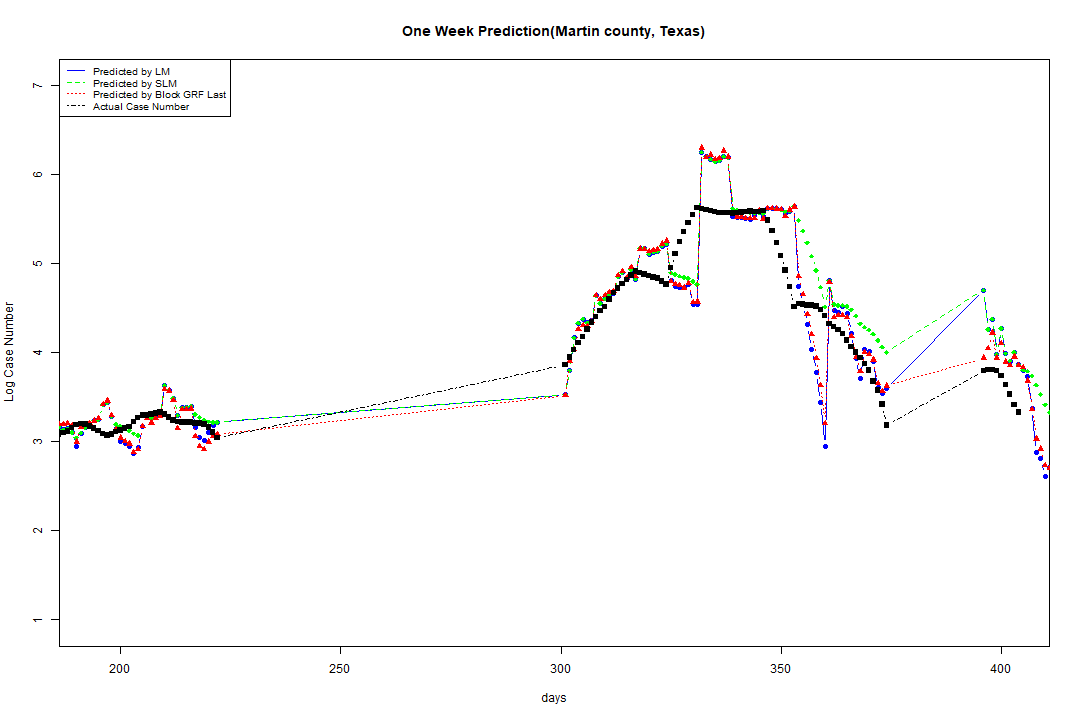 One Week Prediction(Martin county, Texas)
Predicted by LM
Predicted by SLM
Predicted by Block GRF Last
Actual Case Number
Log Case Number
7
6
5
4
3
2
1
200
250
300
350
400
days